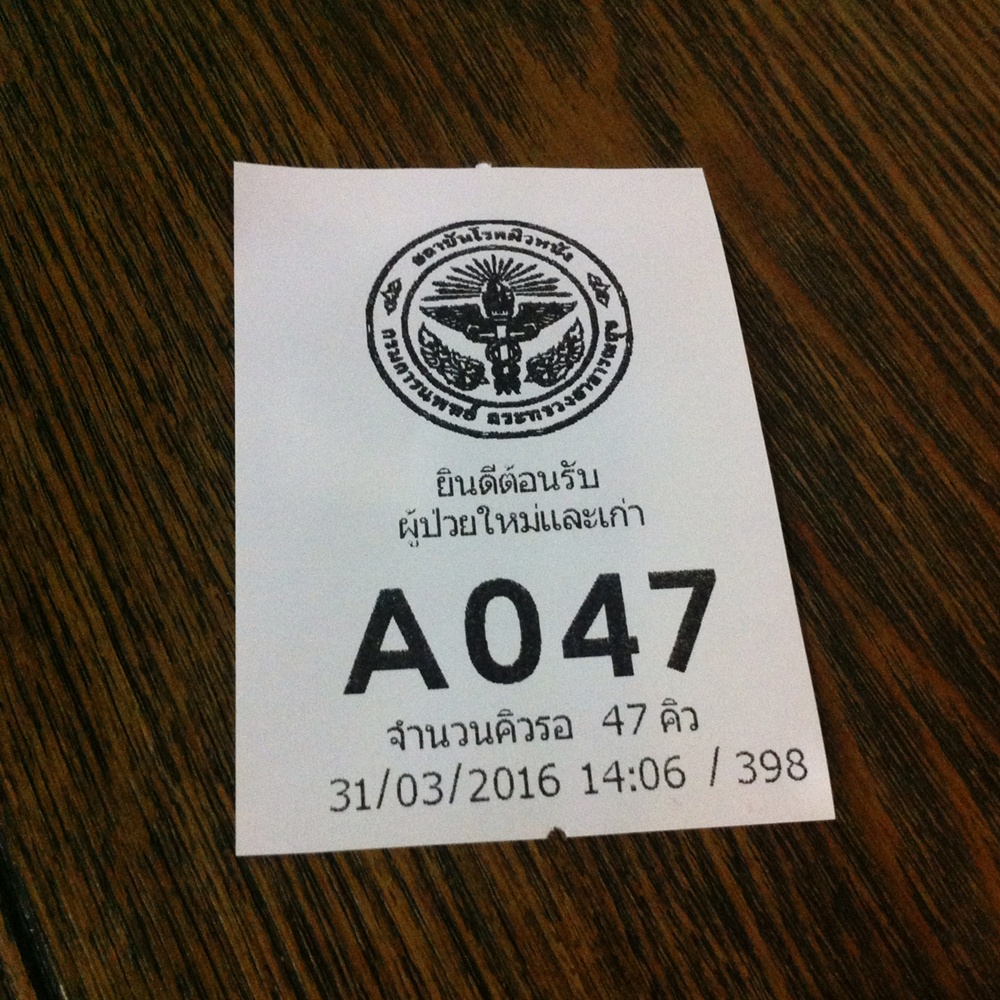 สถาบันโรคผิวหนัง
กรมการแพทย์ กระทรวงสาธารณสุข
ยินดีต้อนรับ
ผู้ป่วยใหม่และเก่า
A047
จำนวนคิวรอ 47 คิว
31/03/2016 14:06 / 398